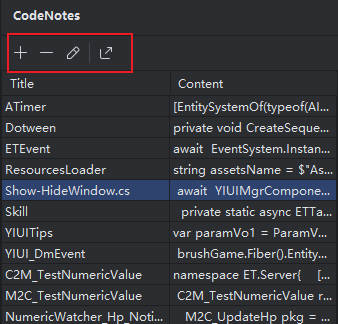 CodeNotes
Title Content
ATimer [EntitySystemOf(typeof(AI...
Dotween private void CreateSeque...
ETEvent await EventSystem.Instan...
ResourcesLoader string assetsName = $"As...
Show-HideWindow.cs await YIUIMgrCompone...
Skill private static async ETTa...
YIUITips var paramVo1 = ParamV...
YIUI_DmEvent brushGame.Fiber().Entity...
C2M_TestNumericValue namespace ET.Server{ [...
M2C_TestNumericValue C2M_TestNumericValue r...
NumericWatcher_Hp_Noti... M2C_UpdateHp pkg = ...